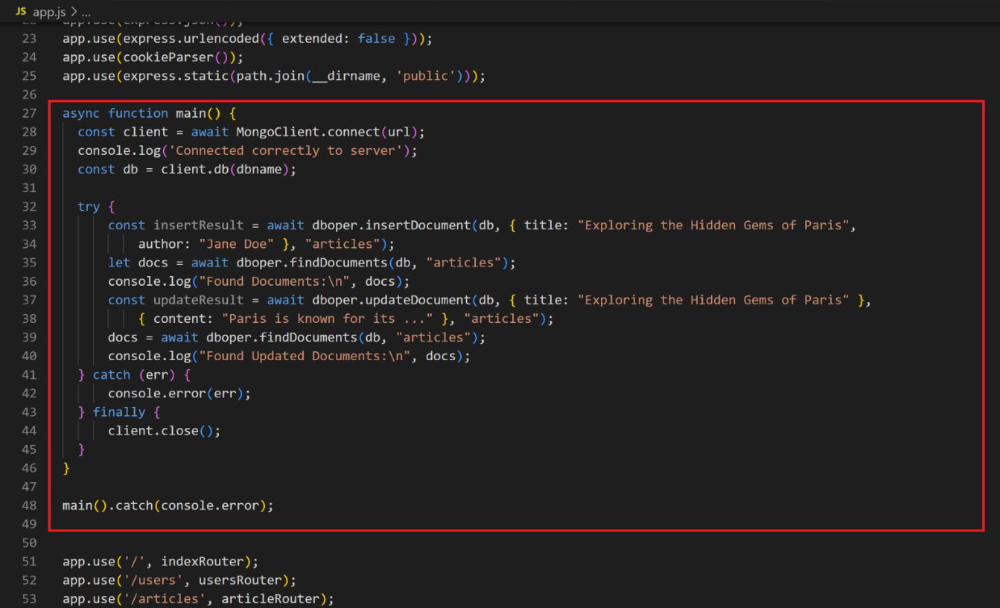 JS app.js > ...
22 app.use(express.json());
23 app.use(express.urlencoded({ extended: false }));
24 app.use(cookieParser());
25 app.use(express.static(path.join(__dirname, 'public')));
26
27 async function main() {
28   const client = await MongoClient.connect(url);
29   console.log('Connected correctly to server');
30   const db = client.db(dbname);
31
32   try {
33       const insertResult = await dboper.insertDocument(db, { title: "Exploring the Hidden Gems of Paris",
34           author: "Jane Doe" }, "articles");
35       let docs = await dboper.findDocuments(db, "articles");
36       console.log("Found Documents:\n", docs);
37       const updateResult = await dboper.updateDocument(db, { title: "Exploring the Hidden Gems of Paris" },
38           { content: "Paris is known for its ..." }, "articles");
39       docs = await dboper.findDocuments(db, "articles");
40       console.log("Found Updated Documents:\n", docs);
41   } catch (err) {
42       console.error(err);
43   } finally {
44       client.close();
45   }
46 }
47
48 main().catch(console.error);
49
50
51 app.use('/', indexRouter);
52 app.use('/users', usersRouter);
53 app.use('/articles', articleRouter);